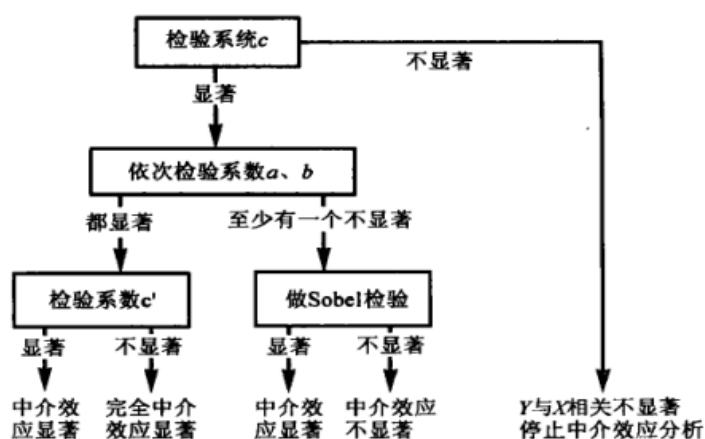 检验系统c
不显著
显著
依次检验系数a、b
都显著
至少有一个不显著
检验系数c'
做Sobel检验
显著
不显著
显著
不显著
中介效
应显著
完全中介
效应显著
中介效
应显著
中介效应
不显著
Y与X相关不显著
停止中介效应分析